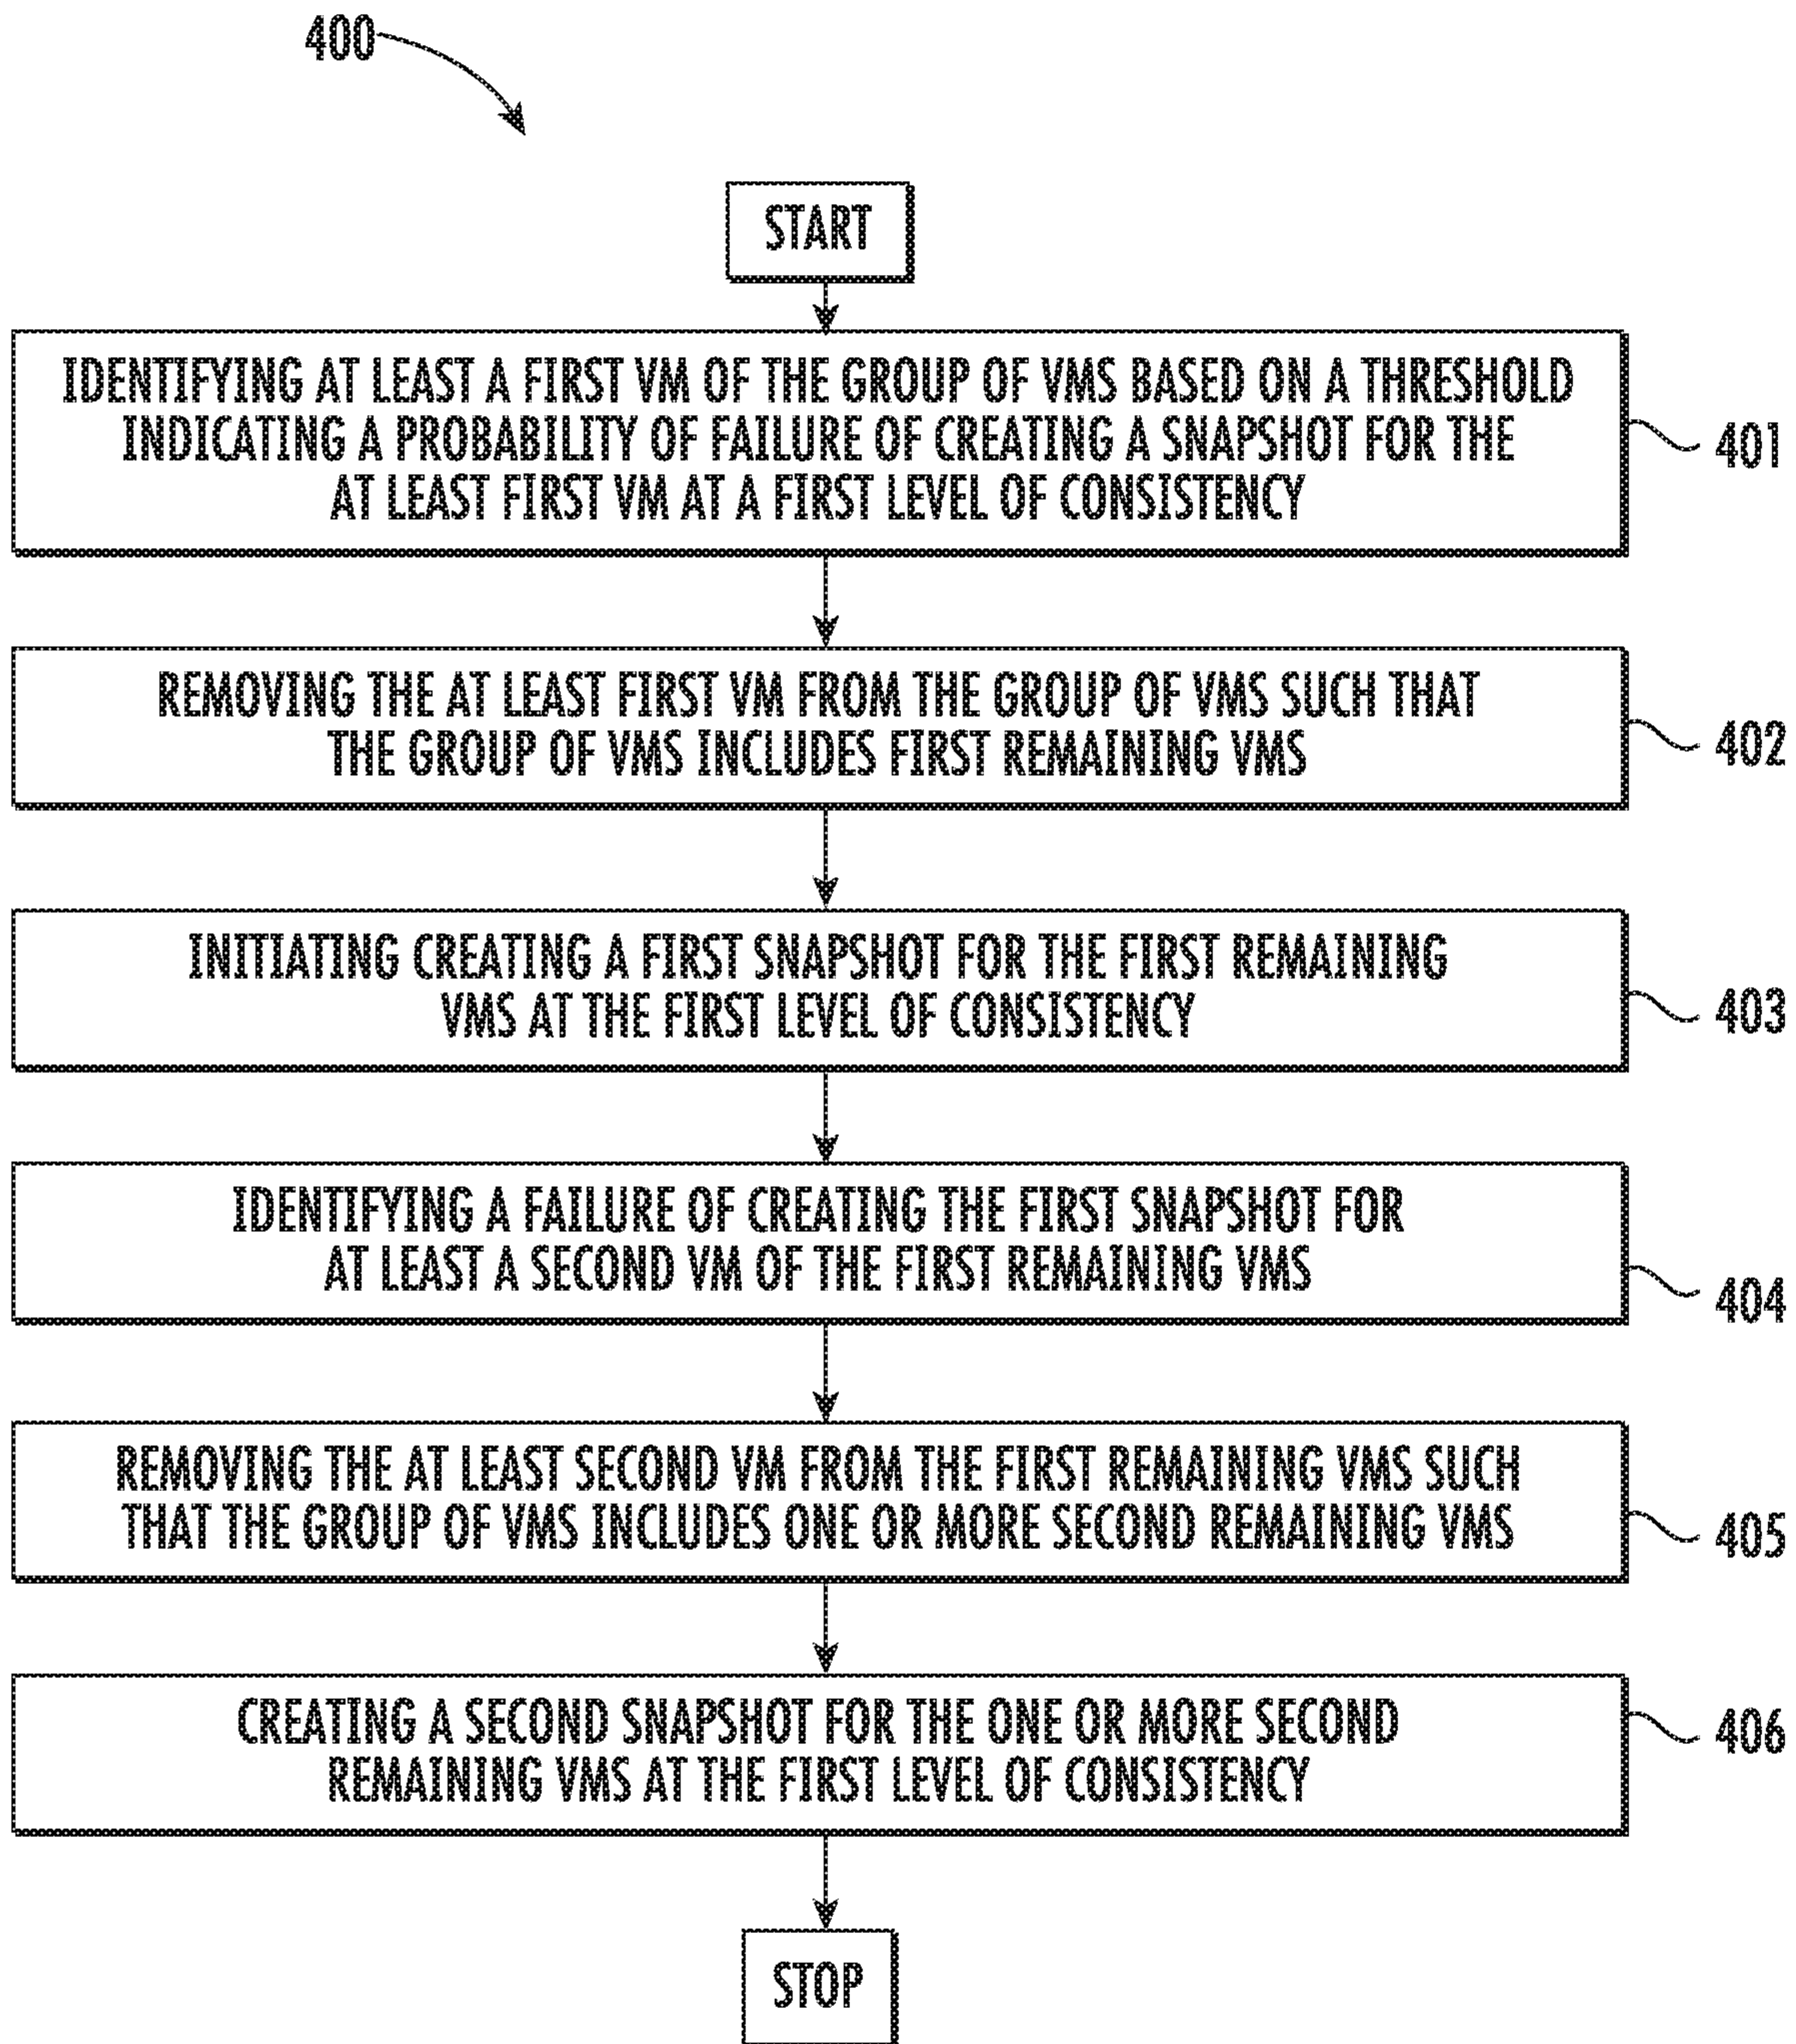 400
START
IDENTIFYING AT LEAST A FIRST VM OF THE GROUP OF VMS BASED ON A THRESHOLD
INDICATING A PROBABILITY OF FAILURE OF CREATING A SNAPSHOT FOR THE
AT LEAST FIRST VM AT A FIRST LEVEL OF CONSISTENCY
401
REMOVING THE AT LEAST FIRST VM FROM THE GROUP OF VMS SUCH THAT
THE GROUP OF VMS INCLUDES FIRST REMAINING VMS
402
INITIATING CREATING A FIRST SNAPSHOT FOR THE FIRST REMAINING
VMS AT THE FIRST LEVEL OF CONSISTENCY
403
IDENTIFYING A FAILURE OF CREATING THE FIRST SNAPSHOT FOR
AT LEAST A SECOND VM OF THE FIRST REMAINING VMS
404
REMOVING THE AT LEAST SECOND VM FROM THE FIRST REMAINING VMS SUCH
THAT THE GROUP OF VMS INCLUDES ONE OR MORE SECOND REMAINING VMS
405
CREATING A SECOND SNAPSHOT FOR THE ONE OR MORE SECOND
REMAINING VMS AT THE FIRST LEVEL OF CONSISTENCY
406
STOP